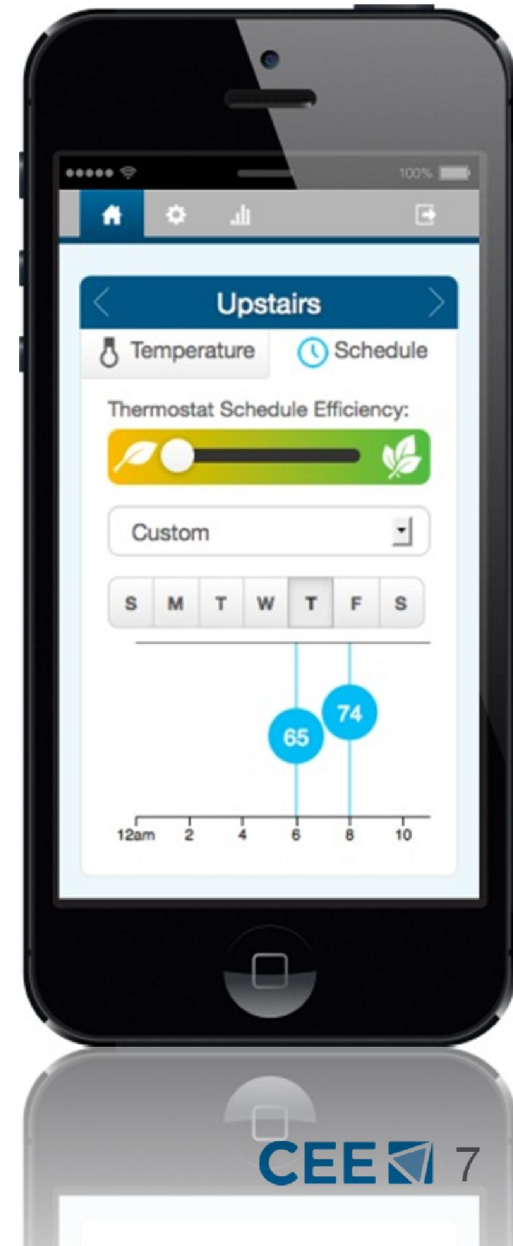 100%
Upstairs
Temperature Schedule
Thermostat Schedule Efficiency:
Custom
S M T W T F S
74
65
12am 2 4 6 8 10
CEE 7